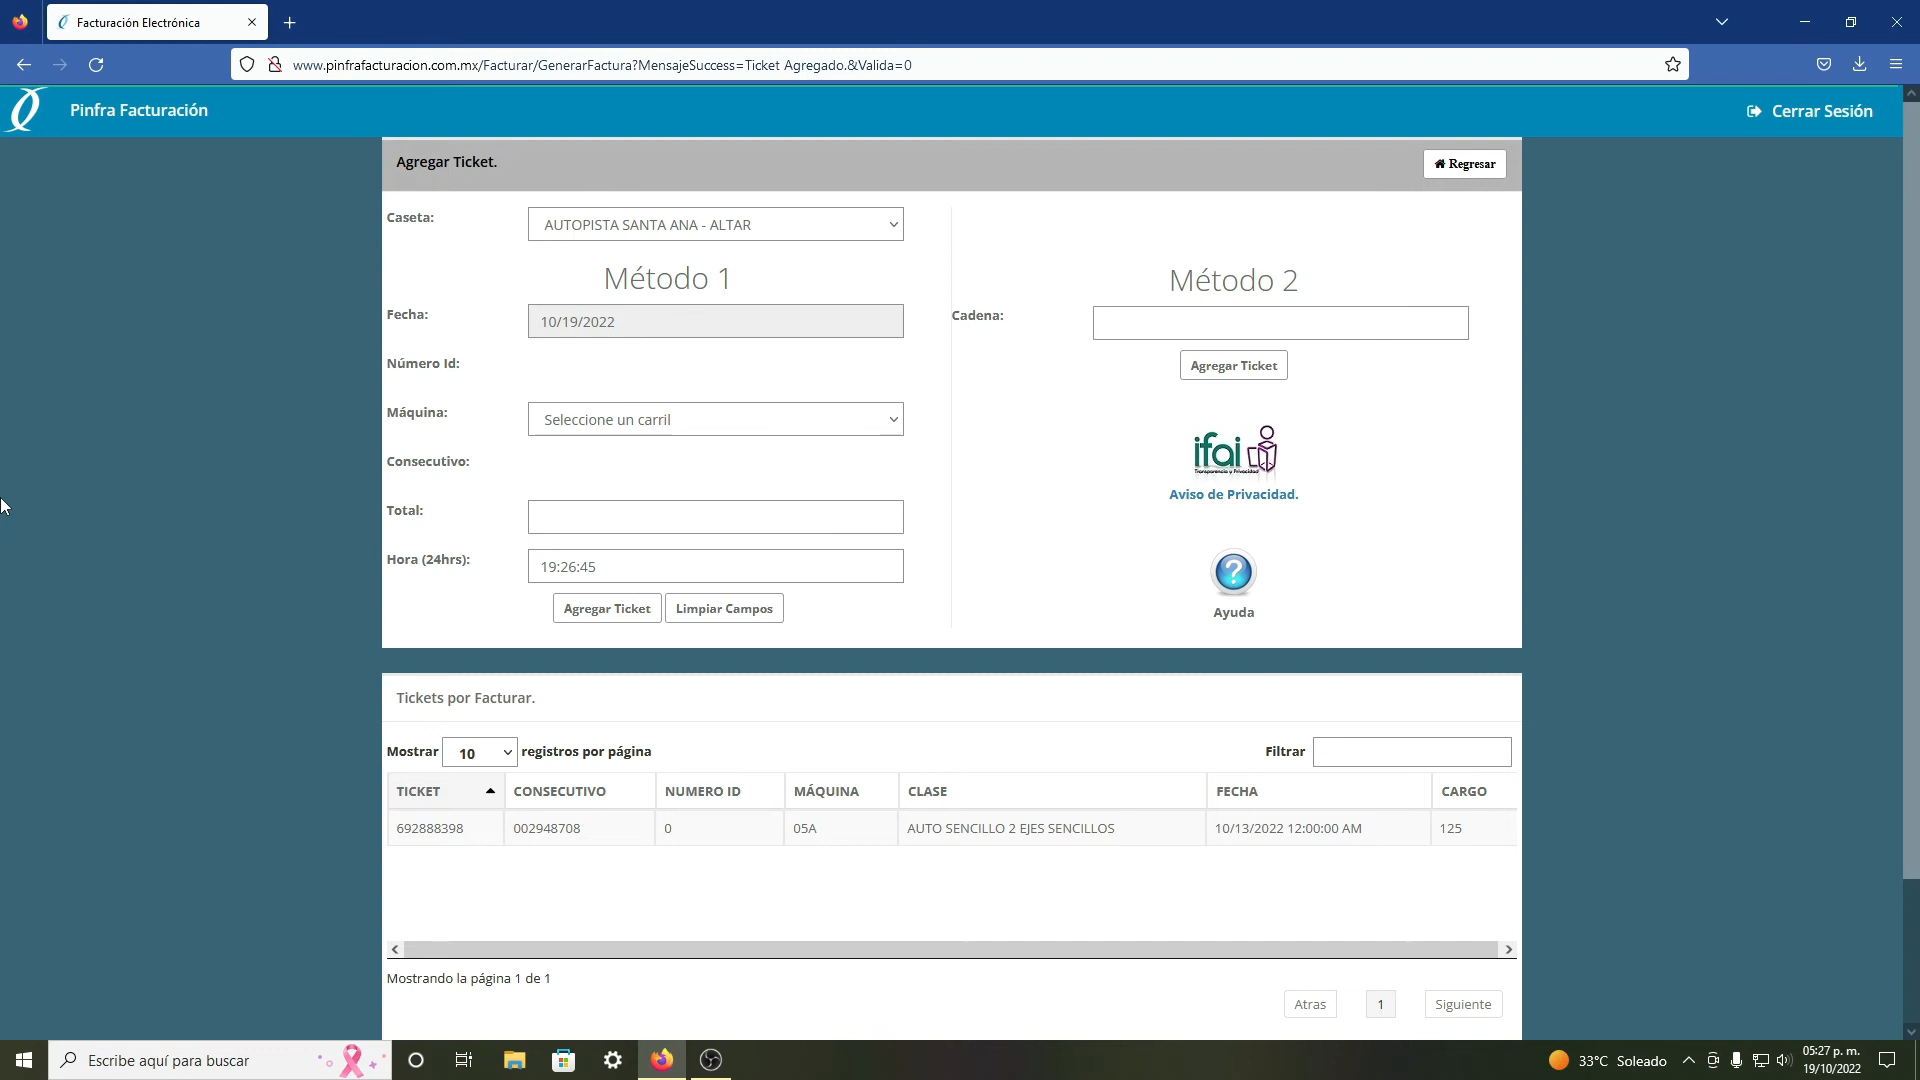 Facturación Electrónica
www.pinfrafacturacion.com.mx/Facturar/GenerarFactura?MensajeSuccess=Ticket Agregado.&Valida=0
Pinfra Facturación
Cerrar Sesión
Agregar Ticket.
Regresar
Caseta:
AUTOPISTA SANTA ANA - ALTAR
Método 1
Fecha:
10/19/2022
Número Id:
Máquina:
Seleccione un carril
Consecutivo:
Total:
Hora (24hrs):
19:26:45
Agregar Ticket
Limpiar Campos
Método 2
Cadena:
Agregar Ticket
ifai
Transparencia y Privacidad
Aviso de Privacidad.
?
Ayuda
Tickets por Facturar.
Mostrar 10 registros por página
Filtrar
TICKET CONSECUTIVO NUMERO ID MÁQUINA CLASE FECHA CARGO
692888398 002948708 0 05A AUTO SENCILLO 2 EJES SENCILLOS 10/13/2022 12:00:00 AM 125
Mostrando la página 1 de 1
Atras 1 Siguiente
Escribe aquí para buscar
33°C Soleado
05:27 p. m.
19/10/2022